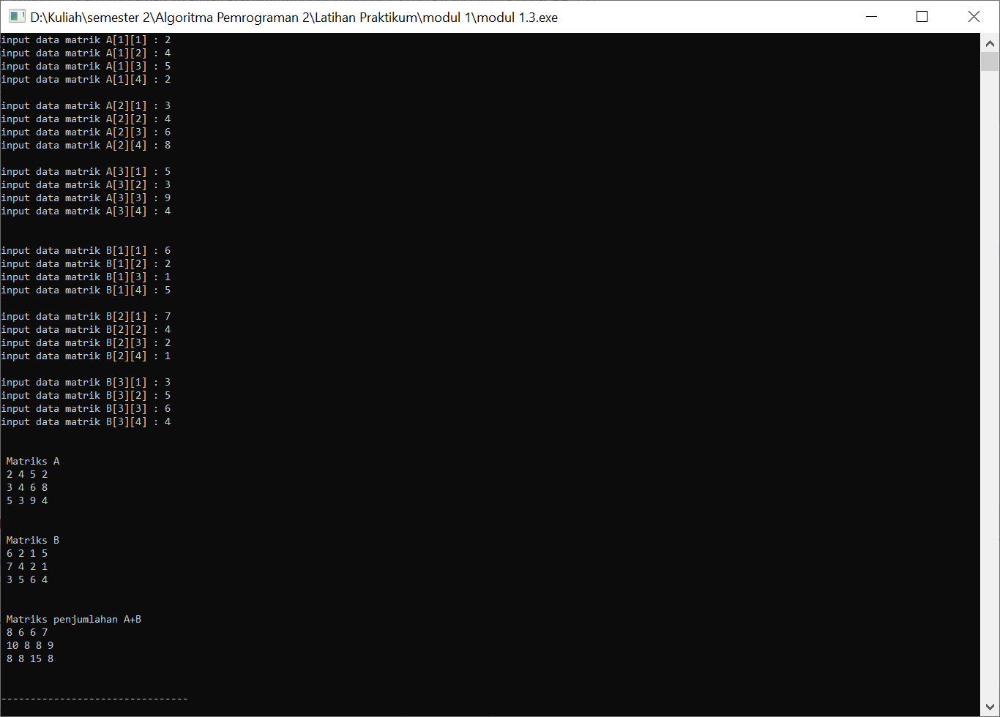 D:\Kuliah\semester 2\Algoritma Pemrograman 2\Latihan Praktikum\modul 1\modul 1.3.exe
input data matrik A[1][1] : 2
input data matrik A[1][2] : 4
input data matrik A[1][3] : 5
input data matrik A[1][4] : 2
input data matrik A[2][1] : 3
input data matrik A[2][2] : 4
input data matrik A[2][3] : 6
input data matrik A[2][4] : 8
input data matrik A[3][1] : 5
input data matrik A[3][2] : 3
input data matrik A[3][3] : 9
input data matrik A[3][4] : 4
input data matrik B[1][1] : 6
input data matrik B[1][2] : 2
input data matrik B[1][3] : 1
input data matrik B[1][4] : 5
input data matrik B[2][1] : 7
input data matrik B[2][2] : 4
input data matrik B[2][3] : 2
input data matrik B[2][4] : 1
input data matrik B[3][1] : 3
input data matrik B[3][2] : 5
input data matrik B[3][3] : 6
input data matrik B[3][4] : 4
Matriks A
2 4 5 2
3 4 6 8
5 3 9 4
Matriks B
6 2 1 5
7 4 2 1
3 5 6 4
Matriks penjumlahan A+B
8 6 6 7
10 8 8 9
8 8 15 8
--------------------------------